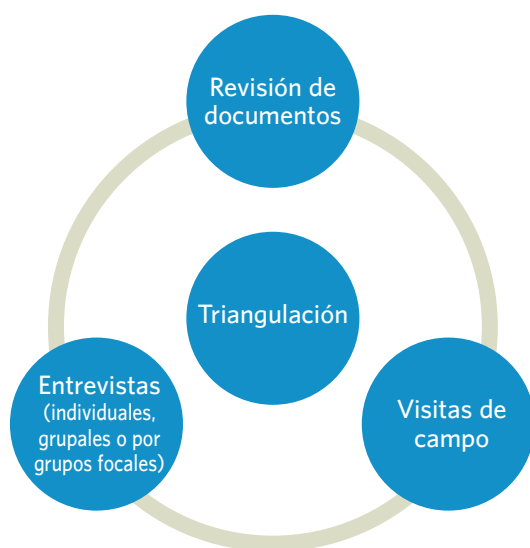 Revisión de
documentos
Triangulación
Entrevistas
(individuales,
grupales o por
grupos focales)
Visitas de
campo